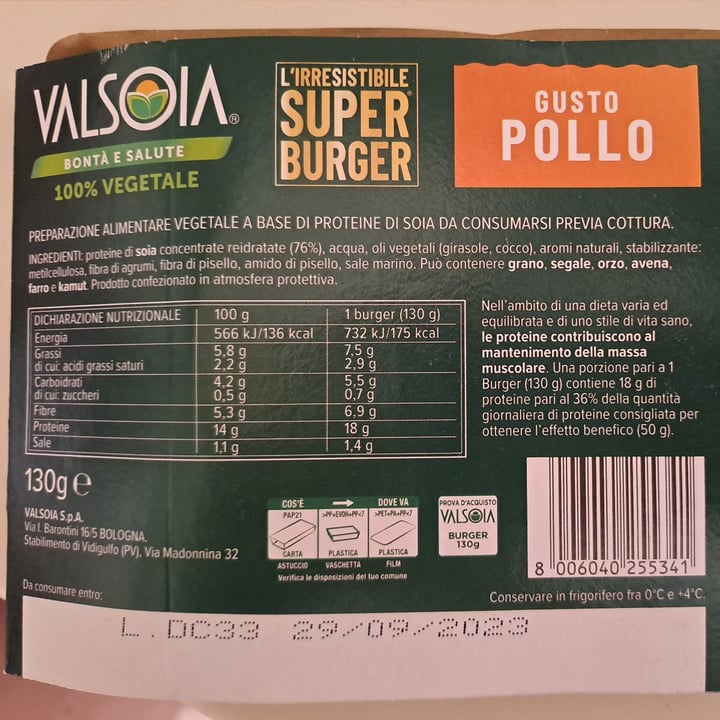 VALSOIA®
BONTÀ E SALUTE
100% VEGETALE
L'IRRESISTIBILE
SUPER®
BURGER
GUSTO
POLLO
PREPARAZIONE ALIMENTARE VEGETALE A BASE DI PROTEINE DI SOIA DA CONSUMARSI PREVIA COTTURA.
INGREDIENTI: proteine di soia concentrate reidratate (76%), acqua, oli vegetali (girasole, cocco), aromi naturali, stabilizzante:
metilcellulosa, fibra di agrumi, fibra di pisello, amido di pisello, sale marino. Può contenere grano, segale, orzo, avena,
farro e kamut. Prodotto confezionato in atmosfera protettiva.
DICHIARAZIONE NUTRIZIONALE 100 g 1 burger (130 g)
Energia 566 kJ/136 kcal 732 kJ/175 kcal
Grassi 5,8 g 7,5 g
di cui: acidi grassi saturi 2,2 g 2,9 g
Carboidrati 4,2 g 5,5 g
di cui: zuccheri 0,5 g 0,7 g
Fibre 5,3 g 6,9 g
Proteine 14 g 18 g
Sale 1,1 g 1,4 g
Nell'ambito di una dieta varia ed
equilibrata e di uno stile di vita sano,
le proteine contribuiscono al
mantenimento della massa
muscolare. Una porzione pari a 1
Burger (130 g) contiene 18 g di
proteine pari al 36% della quantità
giornaliera di proteine consigliata per
ottenere l'effetto benefico (50 g).
130g e
VALSOIA S.p.A.
Via I. Barontini 16/5 BOLOGNA.
Stabilimento di Vidigulfo (PV), Via Madonnina 32
COS'È DOVE VA
PAP21 >PP+EVOH+PP<7 >PET+PA+PP<7
CARTA PLASTICA PLASTICA
ASTUCCIO VASCHETTA FILM
Verifica le disposizioni del tuo comune
PROVA D'ACQUISTO
VALSOIA
BURGER
130g
8 006040 255341
Conservare in frigorifero fra 0°C e +4°C.
Da consumare entro:
L.DC33 29/09/2023